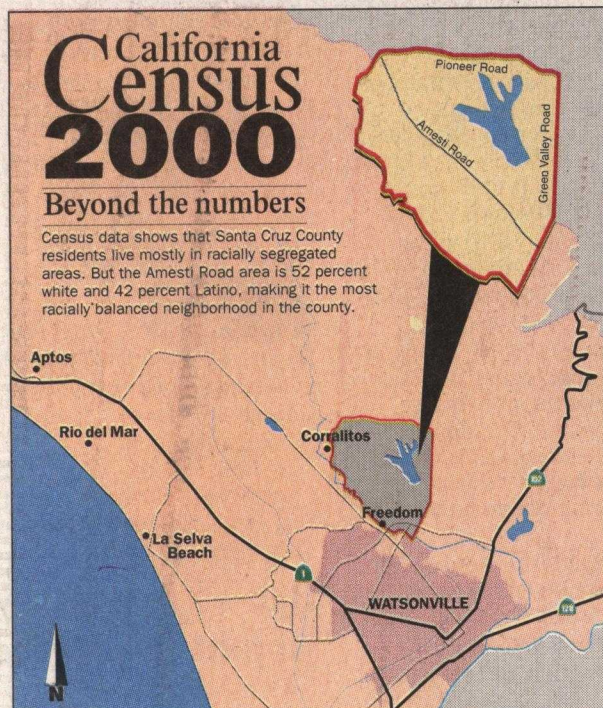 California
Census
2000
Beyond the numbers
Census data shows that Santa Cruz County
residents live mostly in racially segregated
areas. But the Amesti Road area is 52 percent
white and 42 percent Latino, making it the most
racially balanced neighborhood in the county.
Pioneer Road
Amesti Road
Green Valley Road
Aptos
Rio del Mar
Corralitos
Freedom
La Selva
Beach
WATSONVILLE
1
152
N